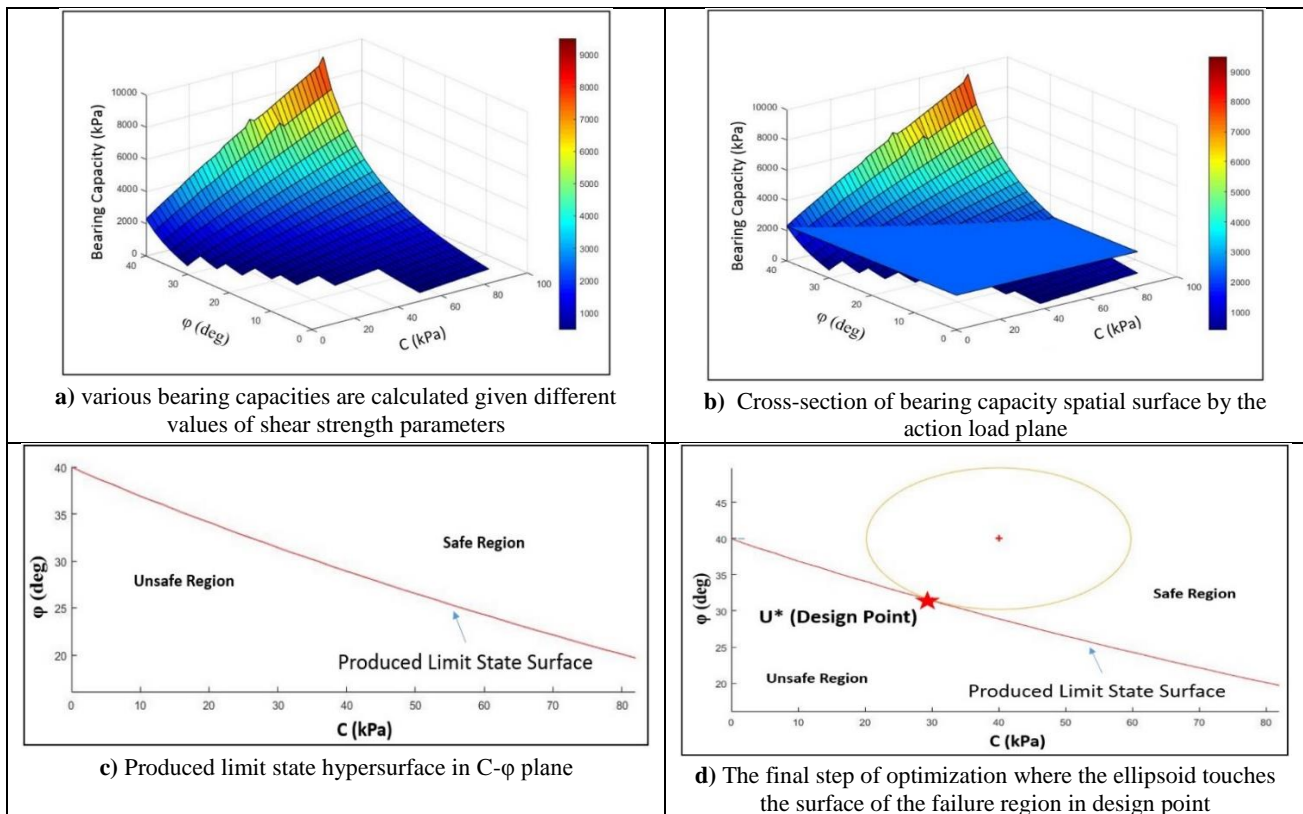 10000
8000
6000
4000
2000
0
Bearing Capacity (kPa)
40
30
20
10
0
φ (deg)
0
20
40
60
80
100
C (kPa)
9000
8000
7000
6000
5000
4000
3000
2000
1000
a) various bearing capacities are calculated given different
values of shear strength parameters
10000
8000
6000
4000
2000
0
Bearing Capacity (kPa)
40
30
20
10
0
φ (deg)
0
20
40
60
80
100
C (kPa)
9000
8000
7000
6000
5000
4000
3000
2000
1000
b) Cross-section of bearing capacity spatial surface by the
action load plane
40
35
30
25
20
φ (deg)
Safe Region
Unsafe Region
Produced Limit State Surface
0 10 20 30 40 50 60 70 80
C (kPa)
c) Produced limit state hypersurface in C-φ plane
45
40
35
30
25
20
φ (deg)
Safe Region
U* (Design Point)
Unsafe Region
Produced Limit State Surface
0 10 20 30 40 50 60 70 80
C (kPa)
d) The final step of optimization where the ellipsoid touches
the surface of the failure region in design point